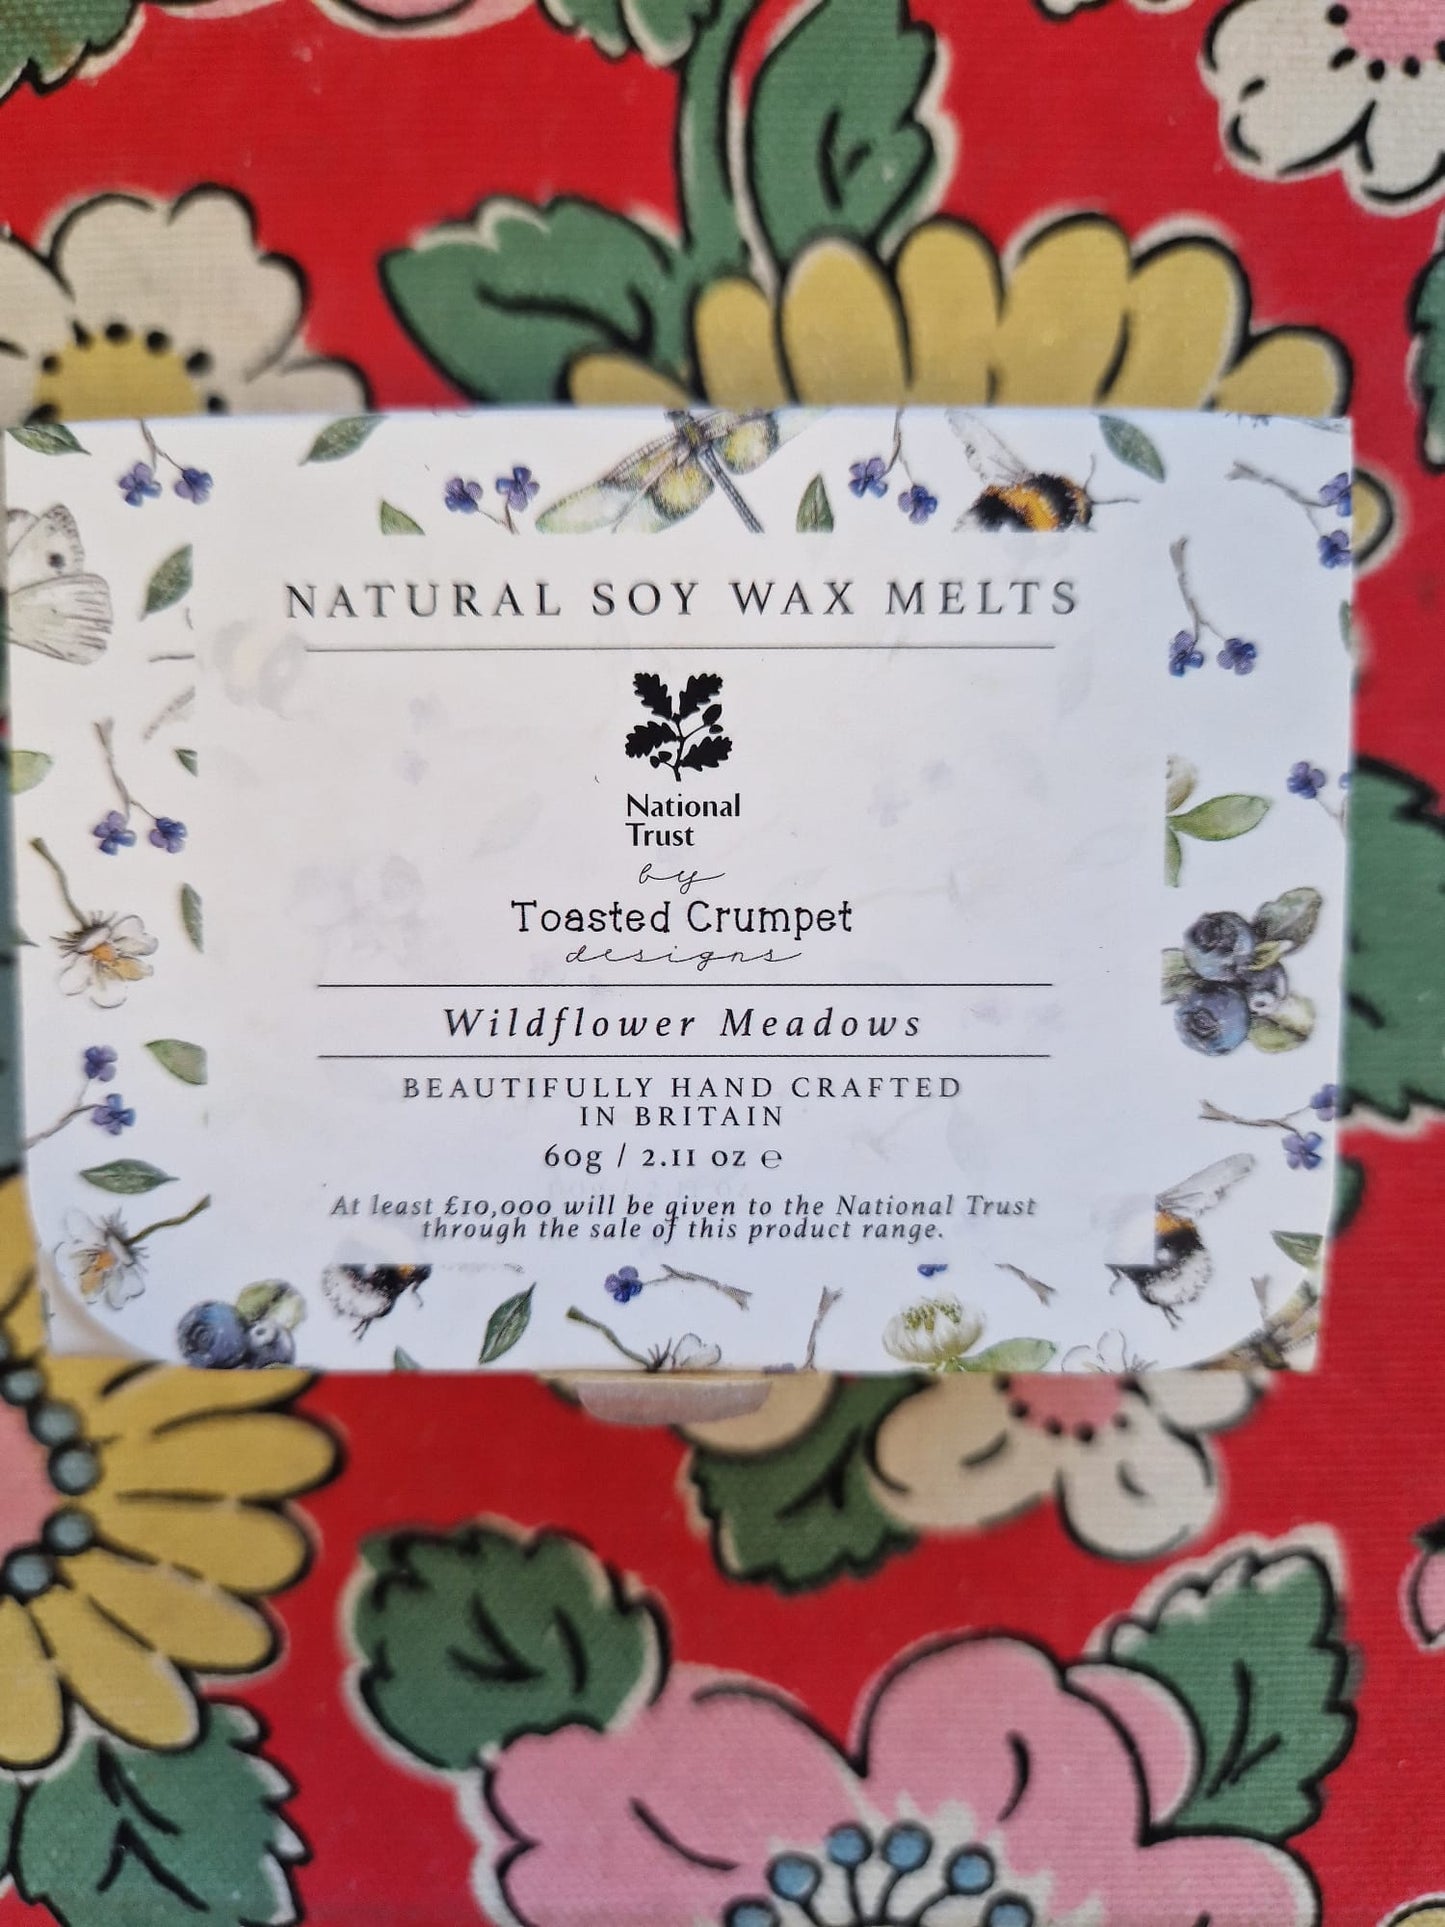 NATURAL SOY WAX MELTS
National
Trust
by
Toasted Crumpet
designs
Wildflower Meadows
BEAUTIFULLY HAND CRAFTED
IN BRITAIN
60g / 2.11 oz ℮
At least £10,000 will be given to the National Trust
through the sale of this product range.